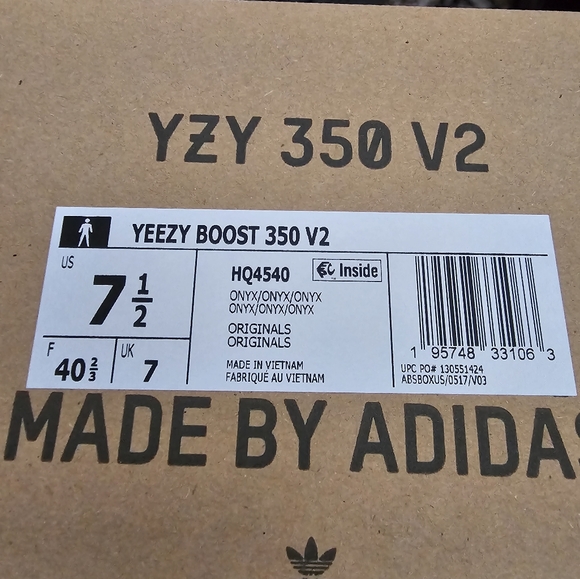 YZY 350 V2
YEEZY BOOST 350 V2
US
7 1/2
F
40 2/3
UK
7
HQ4540
Inside
ONYX/ONYX/ONYX
ONYX/ONYX/ONYX
ORIGINALS
ORIGINALS
MADE IN VIETNAM
FABRIQUÉ AU VIETNAM
1 95748 33106 3
UPC PO# 130551424
ABSBOXUS/0517/V03
MADE BY ADIDAS